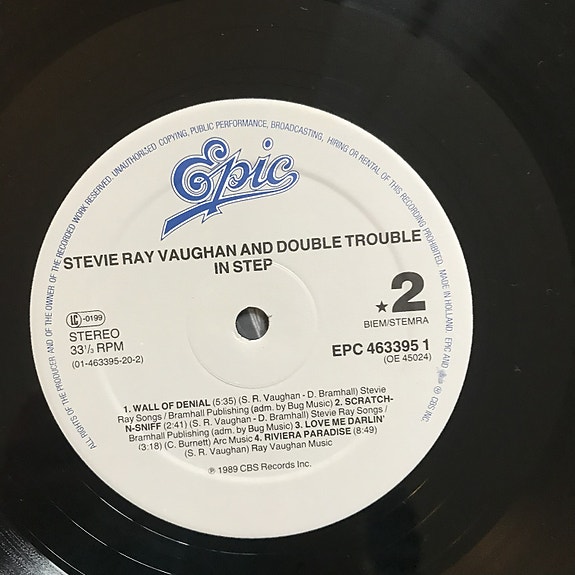 ALL RIGHTS OF THE PRODUCER AND OF THE OWNER OF THE RECORDED WORK RESERVED. UNAUTHORIZED COPYING, PUBLIC PERFORMANCE, BROADCASTING, HIRING OR RENTAL OF THIS RECORDING PROHIBITED. MADE IN HOLLAND. EPIC AND ℗ CBS INC.
Epic
STEVIE RAY VAUGHAN AND DOUBLE TROUBLE
IN STEP
★2
BIEM/STEMRA
LC-0199
STEREO
33⅓ RPM
(01-463395-20-2)
EPC 463395 1
(OE 45024)
1. WALL OF DENIAL (5:35) (S. R. Vaughan - D. Bramhall) Stevie
Ray Songs / Bramhall Publishing (adm. by Bug Music) 2. SCRATCH-
N-SNIFF (2:41) (S. R. Vaughan - D. Bramhall) Stevie Ray Songs /
Bramhall Publishing (adm. by Bug Music) 3. LOVE ME DARLIN'
(3:18) (C. Burnett) Arc Music 4. RIVIERA PARADISE (8:49)
(S. R. Vaughan) Ray Vaughan Music
℗ 1989 CBS Records Inc.